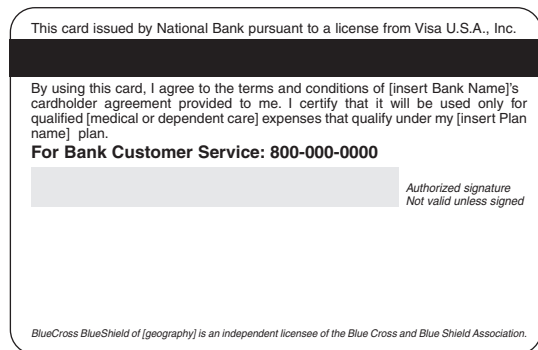 This card issued by National Bank pursuant to a license from Visa U.S.A., Inc.
By using this card, I agree to the terms and conditions of [insert Bank Name]'s
cardholder agreement provided to me. I certify that it will be used only for
qualified [medical or dependent care] expenses that qualify under my [insert Plan
name] plan.
For Bank Customer Service: 800-000-0000
Authorized signature
Not valid unless signed
BlueCross BlueShield of [geography] is an independent licensee of the Blue Cross and Blue Shield Association.